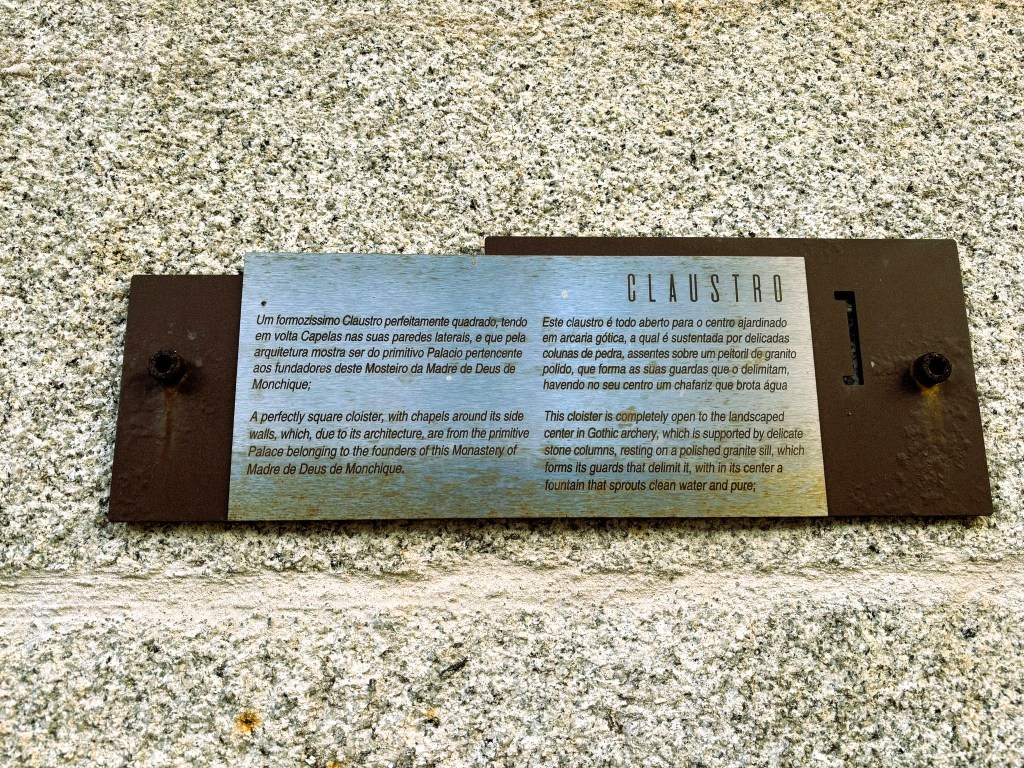 CLAUSTRO
Um formozissimo Claustro perfeitamente quadrado, tendo
em volta Capelas nas suas paredes laterais, e que pela
arquitetura mostra ser do primitivo Palacio pertencente
aos fundadores deste Mosteiro da Madre de Deus de
Monchique;
A perfectly square cloister, with chapels around its side
walls, which, due to its architecture, are from the primitive
Palace belonging to the founders of this Monastery of
Madre de Deus de Monchique.
Este claustro é todo aberto para o centro ajardinado
em arcaria gótica, a qual é sustentada por delicadas
colunas de pedra, assentes sobre um peitoril de granito
polido, que forma as suas guardas que o delimitam,
havendo no seu centro um chafariz que brota água
This cloister is completely open to the landscaped
center in Gothic archery, which is supported by delicate
stone columns, resting on a polished granite sill, which
forms its guards that delimit it, with in its center a
fountain that sprouts clean water and pure;